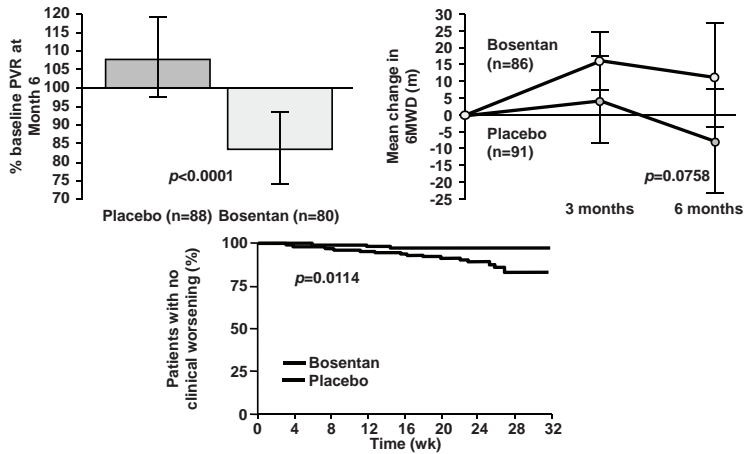 % baseline PVR at
Month 6
120
115
110
105
100
95
90
85
80
75
70
p<0.0001
Placebo (n=88) Bosentan (n=80)
Mean change in
6MWD (m)
30
25
20
15
10
5
0
-5
-10
-15
-20
-25
Bosentan
(n=86)
Placebo
(n=91)
p=0.0758
3 months 6 months
Patients with no
clinical worsening (%)
100
75
50
25
0
p=0.0114
Bosentan
Placebo
0 4 8 12 16 20 24 28 32
Time (wk)